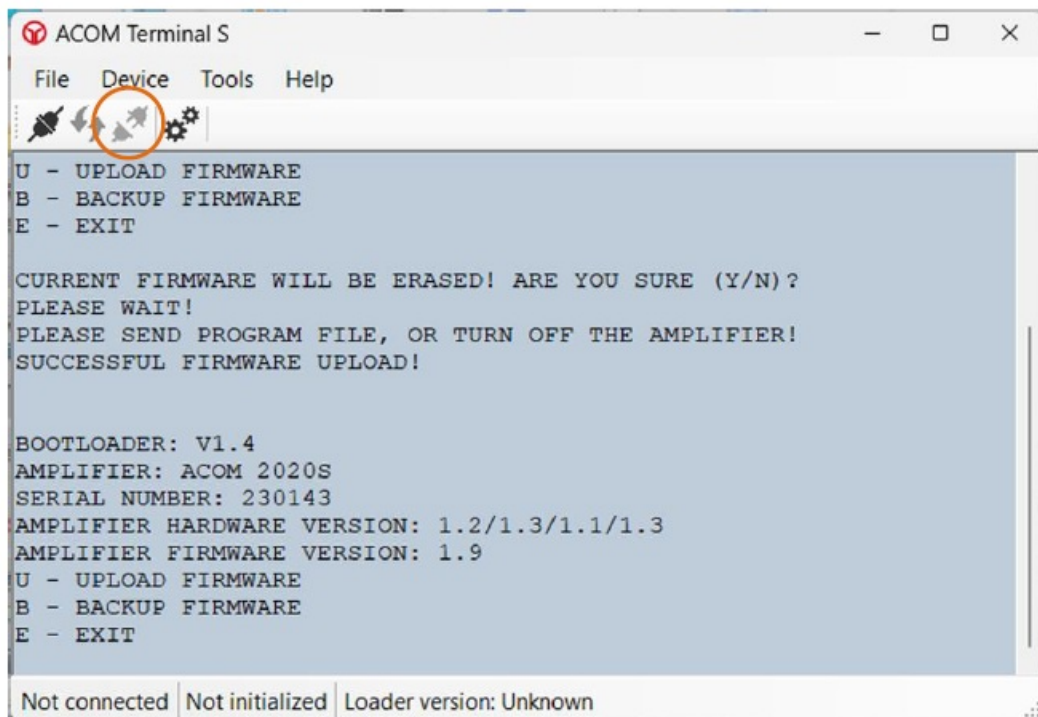 ACOM Terminal S
File Device Tools Help
U - UPLOAD FIRMWARE
B - BACKUP FIRMWARE
E - EXIT
CURRENT FIRMWARE WILL BE ERASED! ARE YOU SURE (Y/N)?
PLEASE WAIT!
PLEASE SEND PROGRAM FILE, OR TURN OFF THE AMPLIFIER!
SUCCESSFUL FIRMWARE UPLOAD!
BOOTLOADER: V1.4
AMPLIFIER: ACOM 2020S
SERIAL NUMBER: 230143
AMPLIFIER HARDWARE VERSION: 1.2/1.3/1.1/1.3
AMPLIFIER FIRMWARE VERSION: 1.9
U - UPLOAD FIRMWARE
B - BACKUP FIRMWARE
E - EXIT
Not connected Not initialized Loader version: Unknown